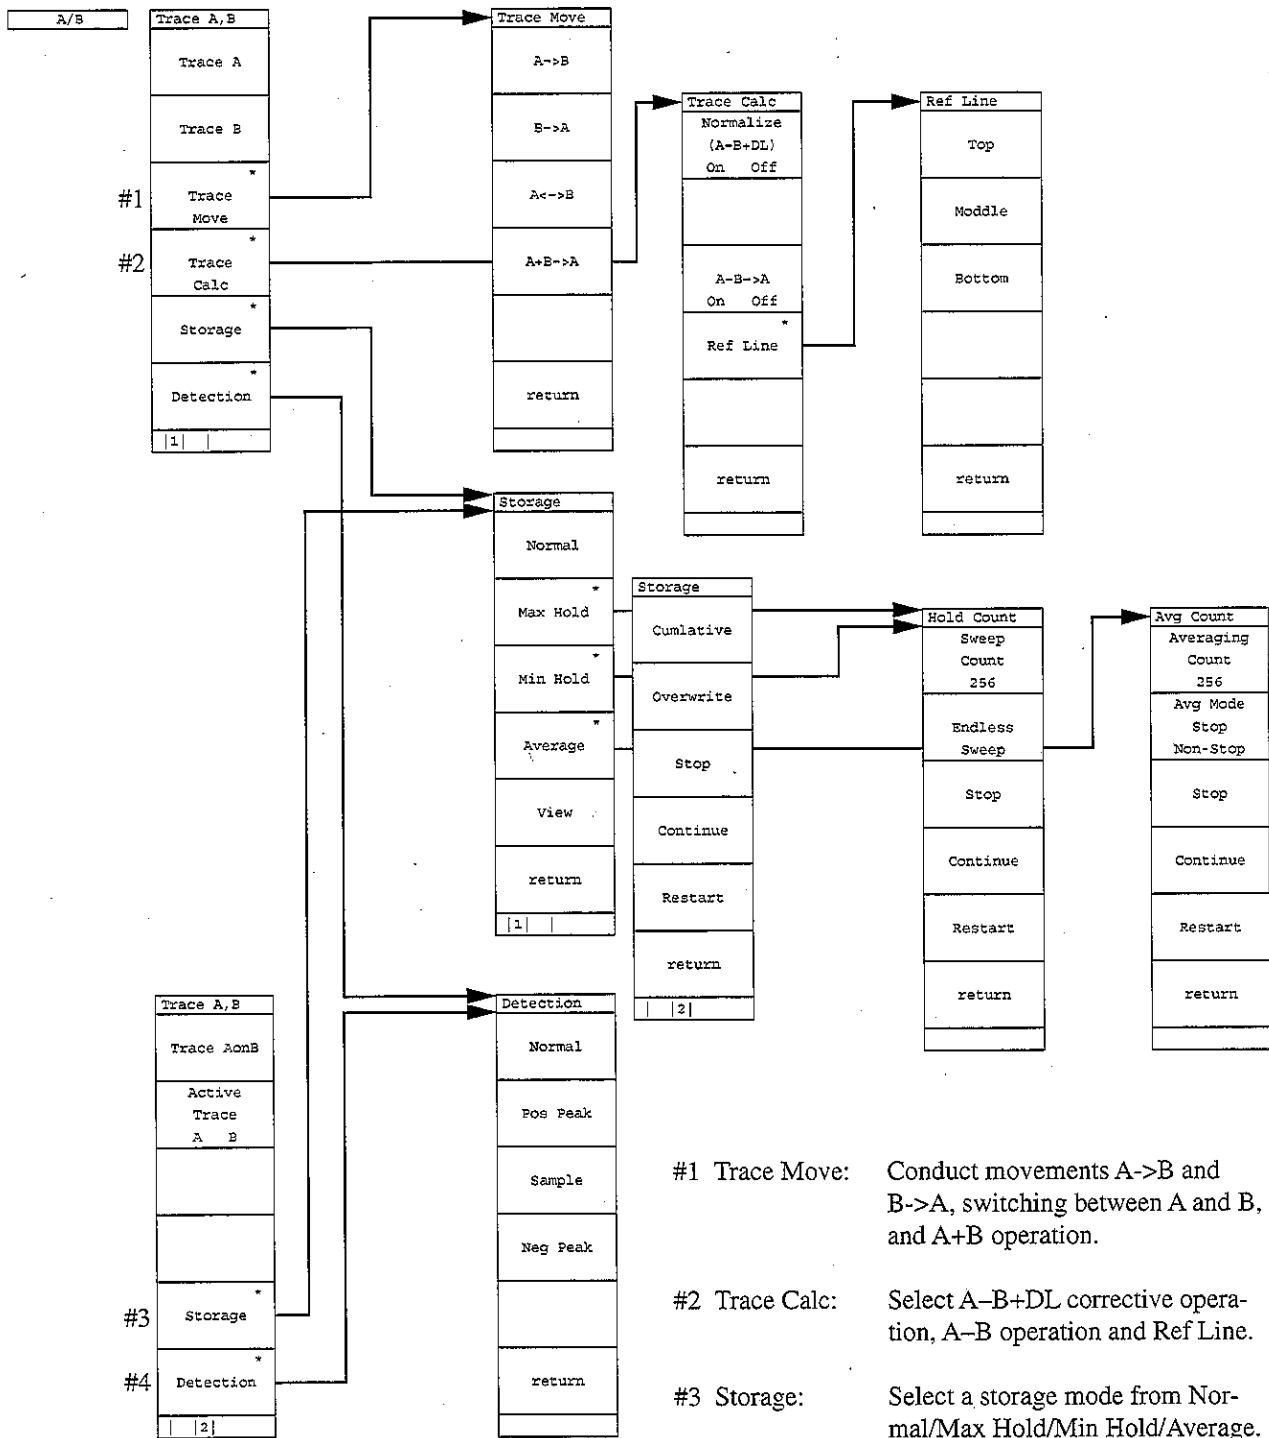 A/B
Trace A,B
Trace A
Trace B
*
#1
Trace
Move
*
#2
Trace
Calc
*
Storage
*
Detection
|1| |
Trace Move
A->B
B->A
A<->B
A+B->A
return
Trace Calc
Normalize
(A-B+DL)
On Off
A-B->A
On Off
*
Ref Line
return
Ref Line
Top
Moddle
Bottom
return
Storage
Normal
*
Max Hold
*
Min Hold
*
Average
View
return
|1| |
Storage
Cumlative
Overwrite
Stop
Continue
Restart
return
| |2|
Hold Count
Sweep
Count
256
Endless
Sweep
Stop
Continue
Restart
return
Avg Count
Averaging
Count
256
Avg Mode
Stop
Non-Stop
Stop
Continue
Restart
return
Trace A,B
Trace AonB
Active
Trace
A B
*
#3
Storage
*
#4
Detection
| |2|
Detection
Normal
Pos Peak
Sample
Neg Peak
return
#1 Trace Move: Conduct movements A->B and
B->A, switching between A and B,
and A+B operation.
#2 Trace Calc: Select A–B+DL corrective opera-
tion, A–B operation and Ref Line.
#3 Storage: Select a storage mode from Nor-
mal/Max Hold/Min Hold/Average.